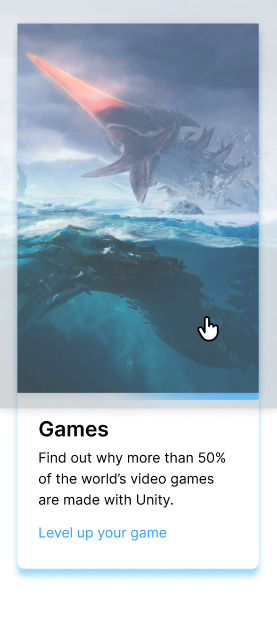 Games
Find out why more than 50%
of the world’s video games
are made with Unity.
Level up your game